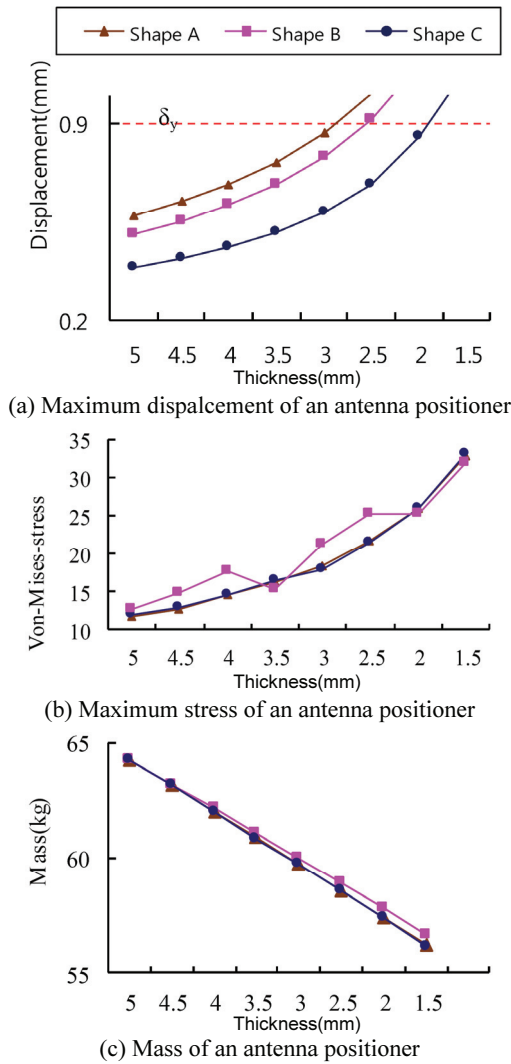 Shape A Shape B Shape C
Displacement(mm)
0.9
δy
0.2
5 4.5 4 3.5 3 2.5 2 1.5
Thickness(mm)
(a) Maximum dispalcement of an antenna positioner
Von-Mises-stress
35
30
25
20
15
10
5 4.5 4 3.5 3 2.5 2 1.5
Thickness(mm)
(b) Maximum stress of an antenna positioner
Mass(kg)
65
60
55
5 4.5 4 3.5 3 2.5 2 1.5
Thickness(mm)
(c) Mass of an antenna positioner